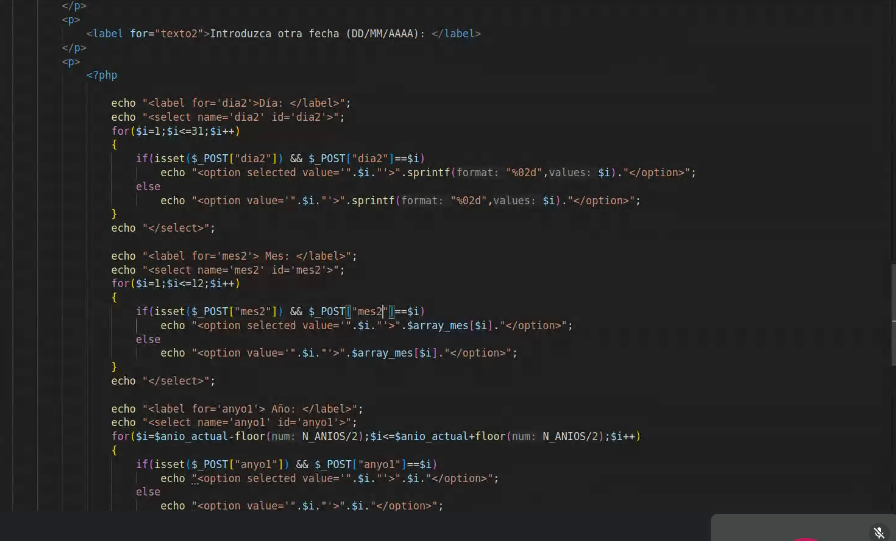 </p>
<p>
<label for="texto2">Introduzca otra fecha (DD/MM/AAAA): </label>
</p>
<p>
<?php
echo "<label for='dia2'>Día: </label>";
echo "<select name='dia2' id='dia2'>";
for($i=1;$i<=31;$i++)
{
if(isset($_POST["dia2"]) && $_POST["dia2"]==$i)
echo "<option selected value='".$i."'>".sprintf(format: "%02d",values: $i)."</option>";
else
echo "<option value='".$i."'>".sprintf(format: "%02d",values: $i)."</option>";
}
echo "</select>";
echo "<label for='mes2'> Mes: </label>";
echo "<select name='mes2' id='mes2'>";
for($i=1;$i<=12;$i++)
{
if(isset($_POST["mes2"]) && $_POST["mes2"]==$i)
echo "<option selected value='".$i."'>".$array_mes[$i]."</option>";
else
echo "<option value='".$i."'>".$array_mes[$i]."</option>";
}
echo "</select>";
echo "<label for='anyo1'> Año: </label>";
echo "<select name='anyo1' id='anyo1'>";
for($i=$anio_actual-floor(num: N_ANIOS/2);$i<=$anio_actual+floor(num: N_ANIOS/2);$i++)
{
if(isset($_POST["anyo1"]) && $_POST["anyo1"]==$i)
echo "<option selected value='".$i."'>".$i."</option>";
else
echo "<option value='".$i."'>".$i."</option>";